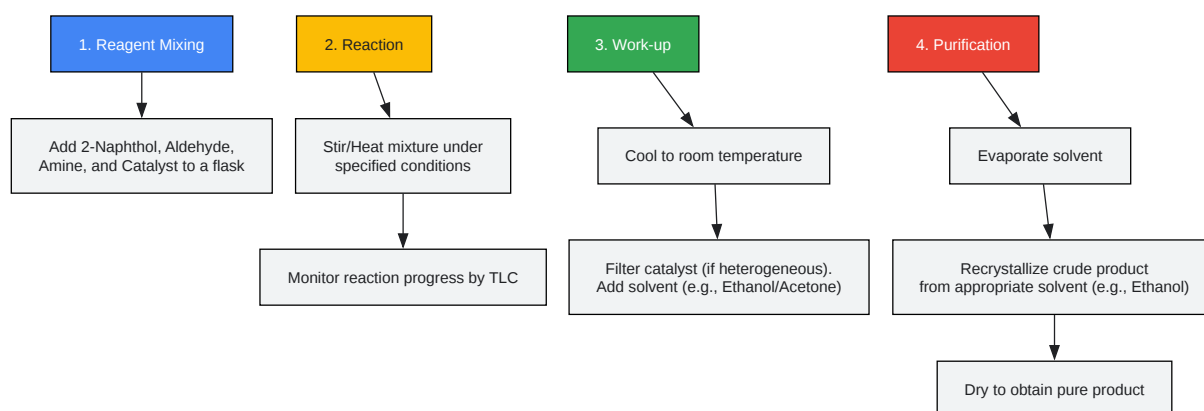 1. Reagent Mixing
Add 2-Naphthol, Aldehyde,
Amine, and Catalyst to a flask
2. Reaction
Stir/Heat mixture under
specified conditions
Monitor reaction progress by TLC
3. Work-up
Cool to room temperature
Filter catalyst (if heterogeneous).
Add solvent (e.g., Ethanol/Acetone)
4. Purification
Evaporate solvent
Recrystallize crude product
from appropriate solvent (e.g., Ethanol)
Dry to obtain pure product